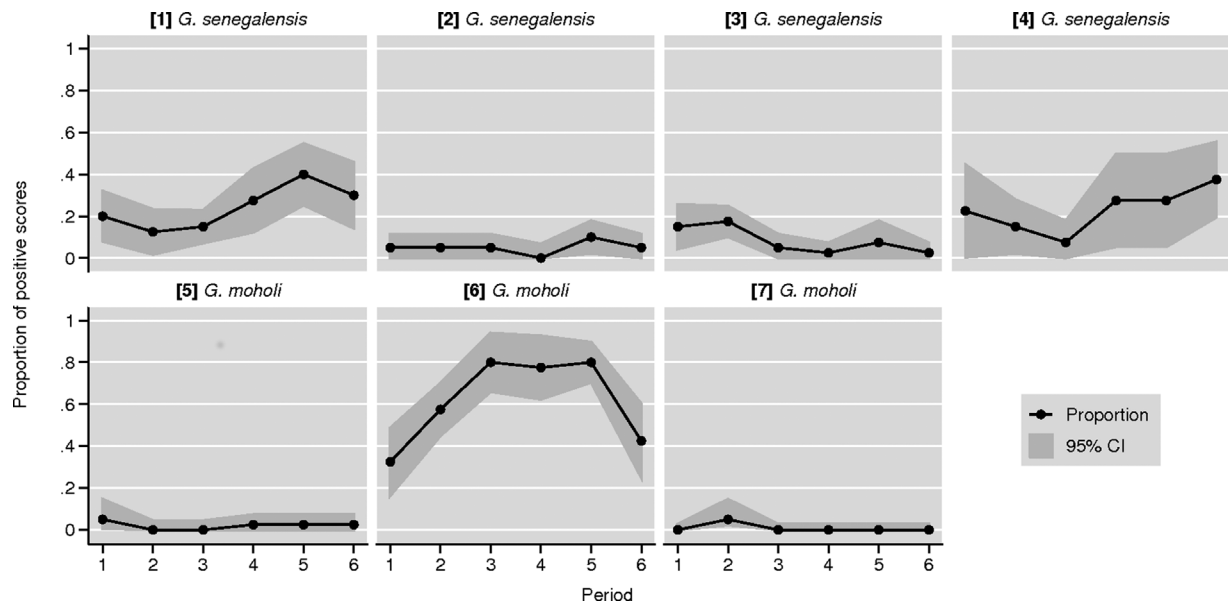 [1] G. senegalensis
[2] G. senegalensis
[3] G. senegalensis
[4] G. senegalensis
1
.8
.6
.4
.2
0
[5] G. moholi
[6] G. moholi
[7] G. moholi
1
.8
.6
.4
.2
0
Proportion of positive scores
1 2 3 4 5 6
1 2 3 4 5 6
1 2 3 4 5 6
Period
Proportion
95% CI